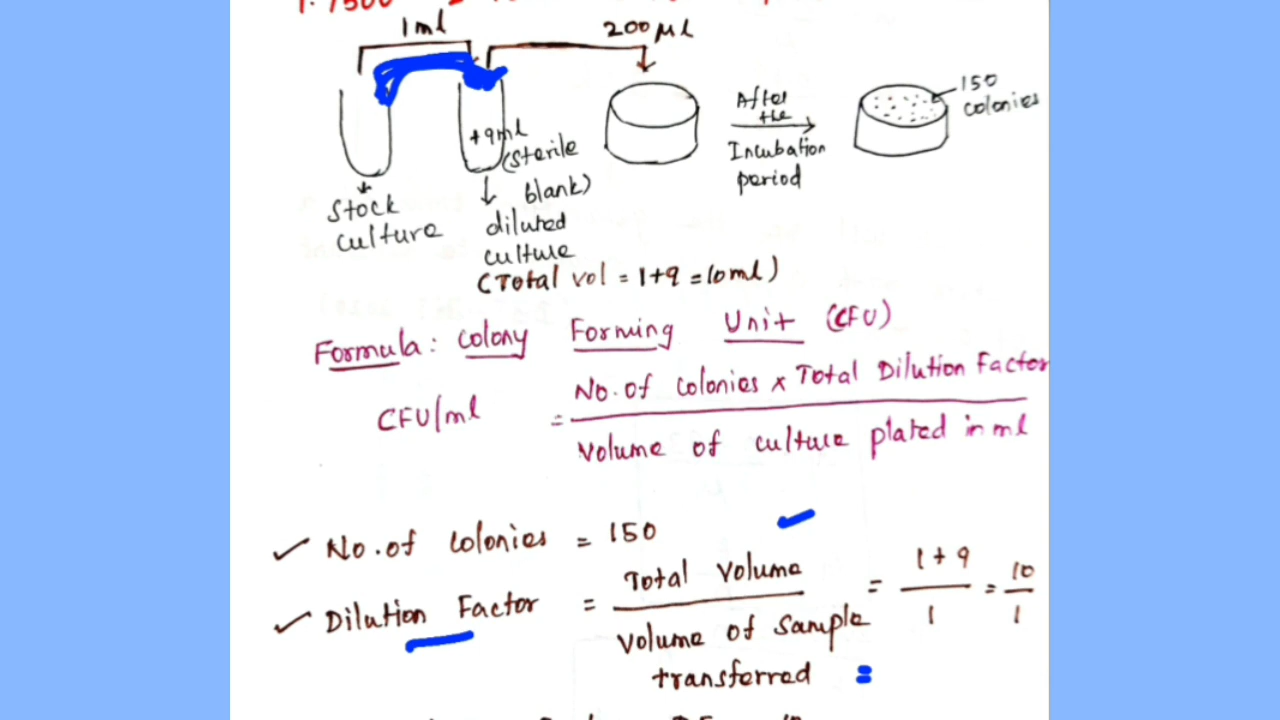 1 ml
200 μl
150
colonies
After
the
Incubation
period
+9ml
(sterile
blank)
Stock
culture
diluted
culture
(Total vol = 1+9 = 10ml)
Formula: Colony Forming Unit (CFU)
CFU/ml = No. of colonies x Total Dilution Factor
Volume of culture plated in ml
✓ No. of colonies = 150
✓ Dilution Factor = Total Volume = 1+9 = 10
Volume of Sample 1 1
transferred =